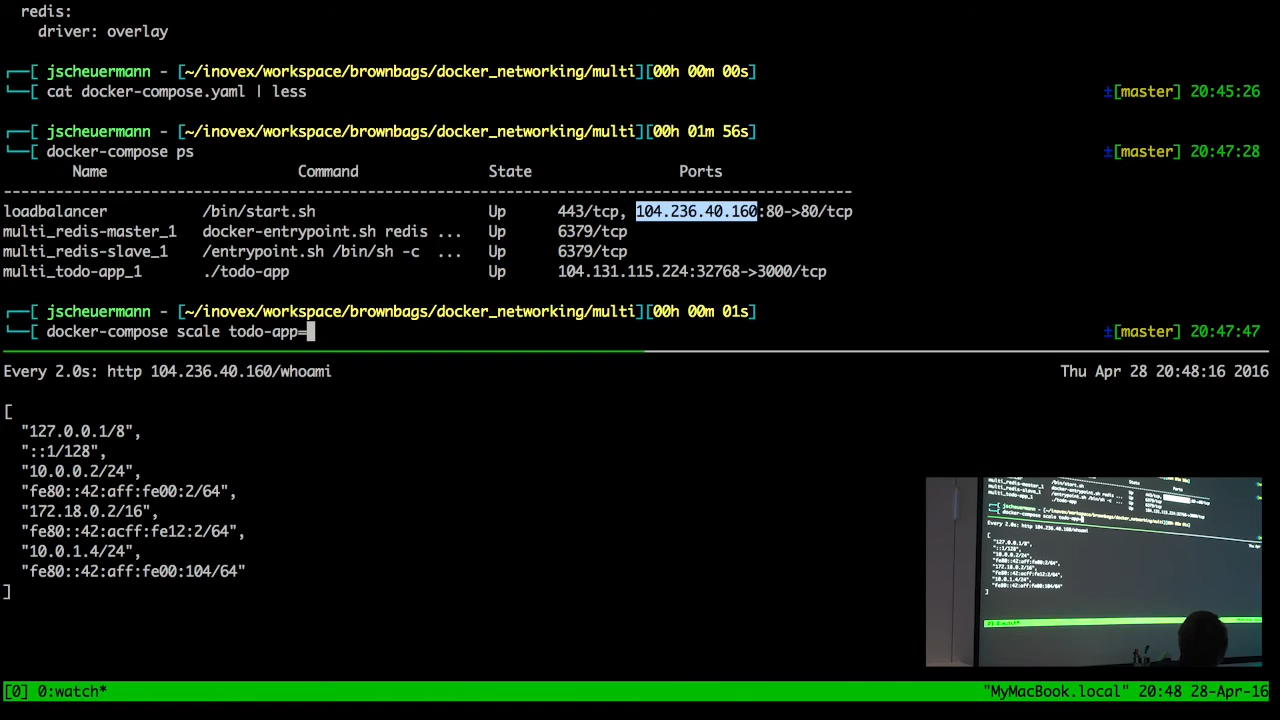 redis:
driver: overlay
┌─[ jscheuermann - [~/inovex/workspace/brownbags/docker_networking/multi][00h 00m 00s]
└─[ cat docker-compose.yaml | less ±[master] 20:45:26
┌─[ jscheuermann - [~/inovex/workspace/brownbags/docker_networking/multi][00h 01m 56s]
└─[ docker-compose ps ±[master] 20:47:28
Name Command State Ports
-------------------------------------------------------------------------------------------------
loadbalancer /bin/start.sh Up 443/tcp, 104.236.40.160:80->80/tcp
multi_redis-master_1 docker-entrypoint.sh redis ... Up 6379/tcp
multi_redis-slave_1 /entrypoint.sh /bin/sh -c ... Up 6379/tcp
multi_todo-app_1 ./todo-app Up 104.131.115.224:32768->3000/tcp
┌─[ jscheuermann - [~/inovex/workspace/brownbags/docker_networking/multi][00h 00m 01s]
└─[ docker-compose scale todo-app= ±[master] 20:47:47
Every 2.0s: http 104.236.40.160/whoami Thu Apr 28 20:48:16 2016
[
"127.0.0.1/8",
"::1/128",
"10.0.0.2/24",
"fe80::42:aff:fe00:2/64",
"172.18.0.2/16",
"fe80::42:acff:fe12:2/64",
"10.0.1.4/24",
"fe80::42:aff:fe00:104/64"
]
[0] 0:watch* "MyMacBook.local" 20:48 28-Apr-16